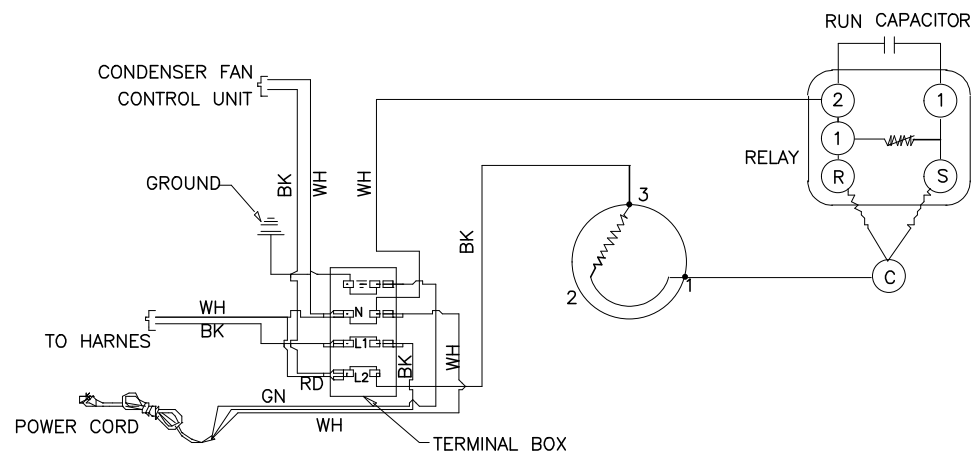 RUN CAPACITOR
CONDENSER FAN
CONTROL UNIT
2
1
1
RELAY
R
S
GROUND
BK
WH
WH
3
BK
C
1
2
N
WH
BK
TO HARNES
L1
BK
WH
L2
RD
GN
WH
POWER CORD
TERMINAL BOX